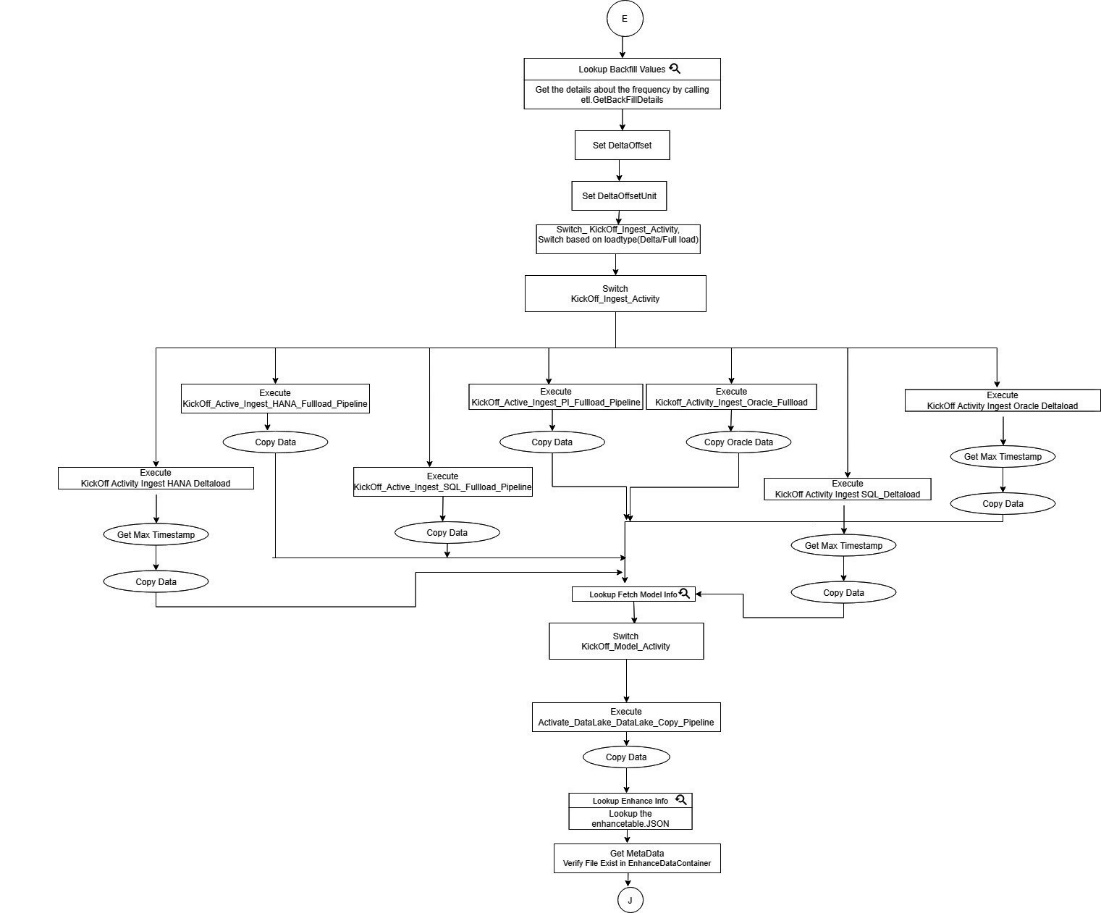 E
Lookup Backfill Values
Get the details about the frequency by calling
etl.GetBackFillDetails
Set DeltaOffset
Set DeltaOffsetUnit
Switch_ KickOff_Ingest_Activity,
Switch based on loadtype(Delta/Full load)
Switch
KickOff_Ingest_Activity
Execute
KickOff_Active_Ingest_HANA_Fullload_Pipeline
Copy Data
Execute
KickOff_Active_Ingest_PI_Fullload_Pipeline
Copy Data
Execute
Kickoff_Activity_Ingest_Oracle_Fullload
Copy Oracle Data
Execute
KickOff Activity Ingest Oracle Deltaload
Get Max Timestamp
Copy Data
Execute
KickOff Activity Ingest HANA Deltaload
Get Max Timestamp
Copy Data
Execute
KickOff_Active_Ingest_SQL_Fullload_Pipeline
Copy Data
Execute
KickOff Activity Ingest SQL_Deltaload
Get Max Timestamp
Copy Data
Lookup Fetch Model Info
Switch
KickOff_Model_Activity
Execute
Activate_DataLake_DataLake_Copy_Pipeline
Copy Data
Lookup Enhance Info
Lookup the
enhancetable.JSON
Get MetaData
Verify File Exist in EnhanceDataContainer
J